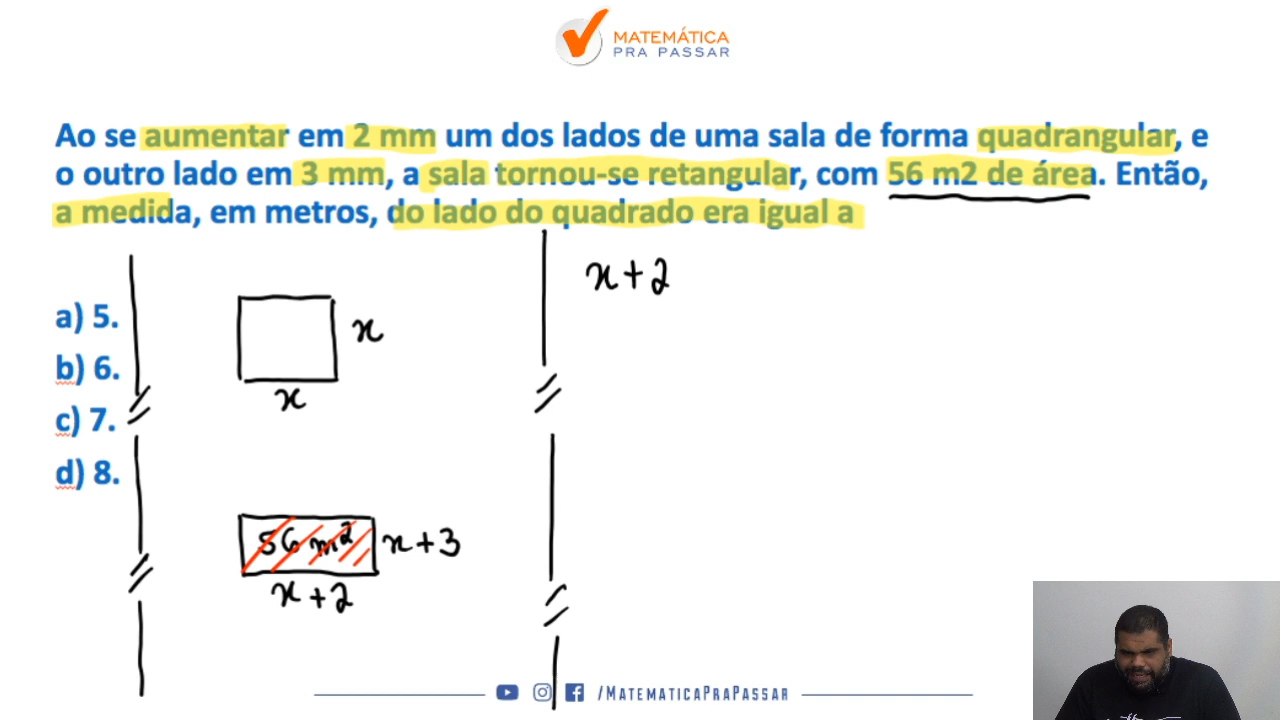 MATEMÁTICA
PRA PASSAR
Ao se aumentar em 2 mm um dos lados de uma sala de forma quadrangular, e
o outro lado em 3 mm, a sala tornou-se retangular, com 56 m2 de área. Então,
a medida, em metros, do lado do quadrado era igual a
x+2
a) 5.
x
b) 6.
x
c) 7.
d) 8.
56 m²
x+3
x+2
/MATEMATICAPRAPASSAR